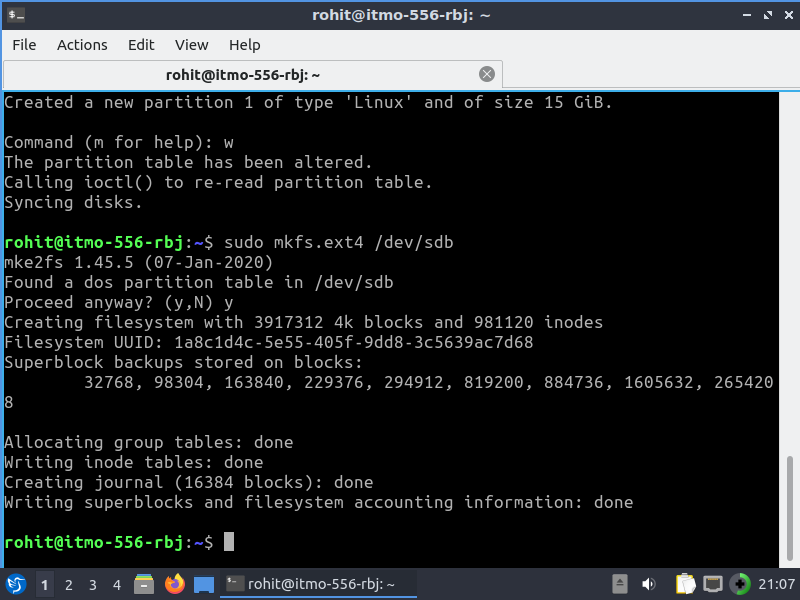 rohit@itmo-556-rbj: ~
File Actions Edit View Help
rohit@itmo-556-rbj: ~
Created a new partition 1 of type 'Linux' and of size 15 GiB.
Command (m for help): w
The partition table has been altered.
Calling ioctl() to re-read partition table.
Syncing disks.
rohit@itmo-556-rbj:~$ sudo mkfs.ext4 /dev/sdb
mke2fs 1.45.5 (07-Jan-2020)
Found a dos partition table in /dev/sdb
Proceed anyway? (y,N) y
Creating filesystem with 3917312 4k blocks and 981120 inodes
Filesystem UUID: 1a8c1d4c-5e55-405f-9dd8-3c5639ac7d68
Superblock backups stored on blocks:
32768, 98304, 163840, 229376, 294912, 819200, 884736, 1605632, 265420
8
Allocating group tables: done
Writing inode tables: done
Creating journal (16384 blocks): done
Writing superblocks and filesystem accounting information: done
rohit@itmo-556-rbj:~$
1 2 3 4 rohit@itmo-556-rbj: ~ 21:07